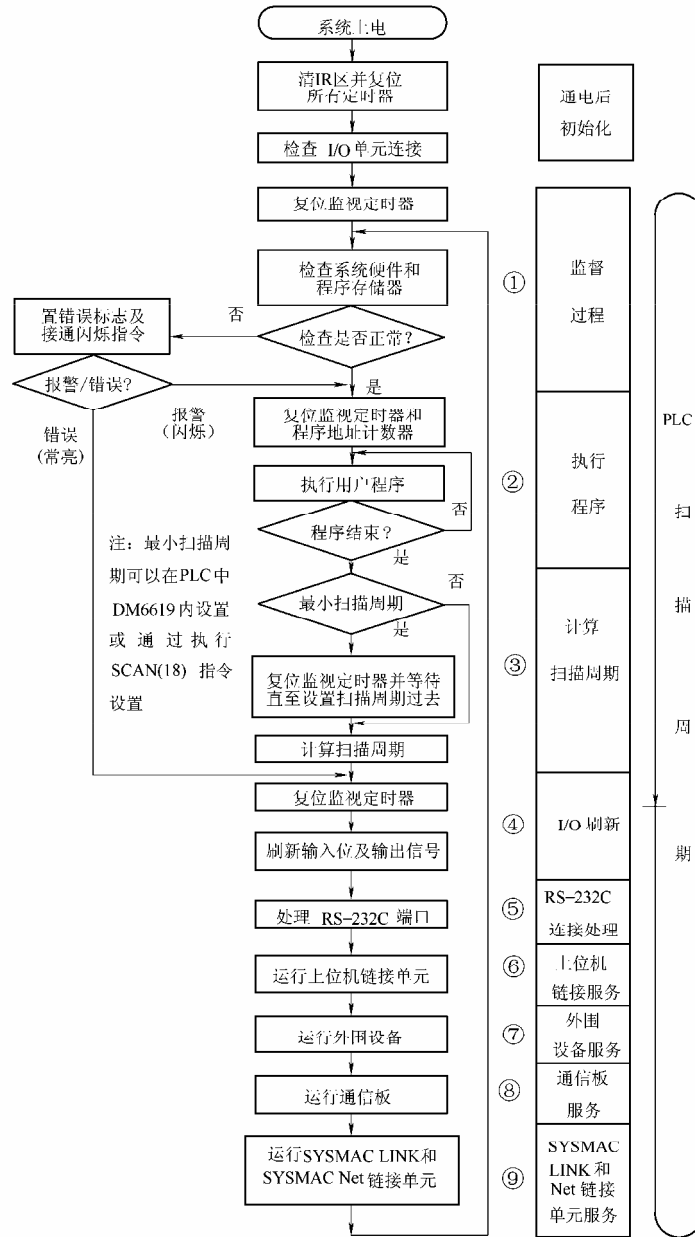 系统上电
清IR区并复位
所有定时器
检查 I/O 单元连接
复位监视定时器
检查系统硬件和
程序存储器
置错误标志及
接通闪烁指令
否
检查是否正常？
报警/错误？
是
报警
（闪烁）
错误
(常亮)
复位监视定时器和
程序地址计数器
执行用户程序
否
程序结束？
是
注：最小扫描周
期可以在PLC中
DM6619内设置
或通过执行
SCAN(18) 指令
设置
否
最小扫描周期
是
复位监视定时器并等待
直至设置扫描周期过去
计算扫描周期
复位监视定时器
刷新输入位及输出信号
处理 RS-232C 端口
运行上位机链接单元
运行外围设备
运行通信板
运行SYSMAC LINK和
SYSMAC Net 链接单元
通电后
初始化
①
监督
过程
②
执行
程序
③
计算
扫描周期
④
I/O 刷新
⑤
RS-232C
连接处理
⑥
上位机
链接服务
⑦
外围
设备服务
⑧
通信板
服务
⑨
SYSMAC
LINK 和
Net 链接
单元服务
PLC
扫
描
周
期